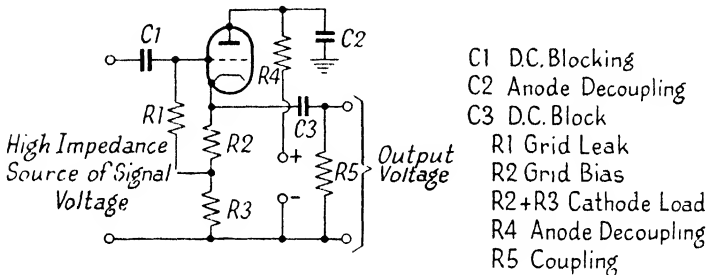 C1
C2
R4
R1
C3
R2
+
-
R5
R3
High Impedance
Source of Signal
Voltage
Output
Voltage
C1 D.C. Blocking
C2 Anode Decoupling
C3 D.C. Block
R1 Grid Leak
R2 Grid Bias
R2+R3 Cathode Load
R4 Anode Decoupling
R5 Coupling